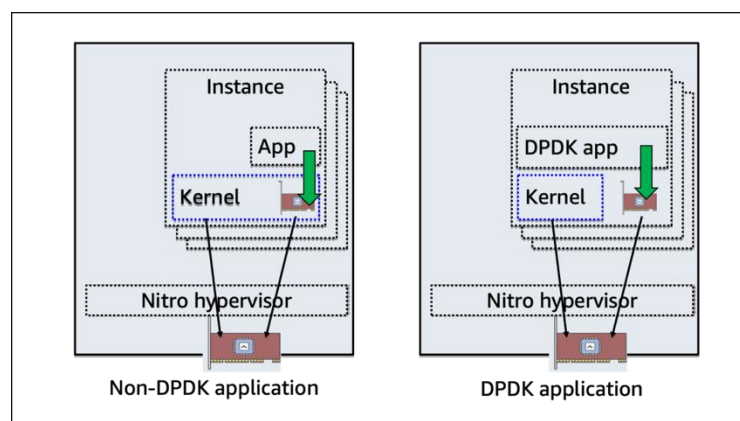 Instance
App
Kernel
Nitro hypervisor
Non-DPDK application
Instance
DPDK app
Kernel
Nitro hypervisor
DPDK application